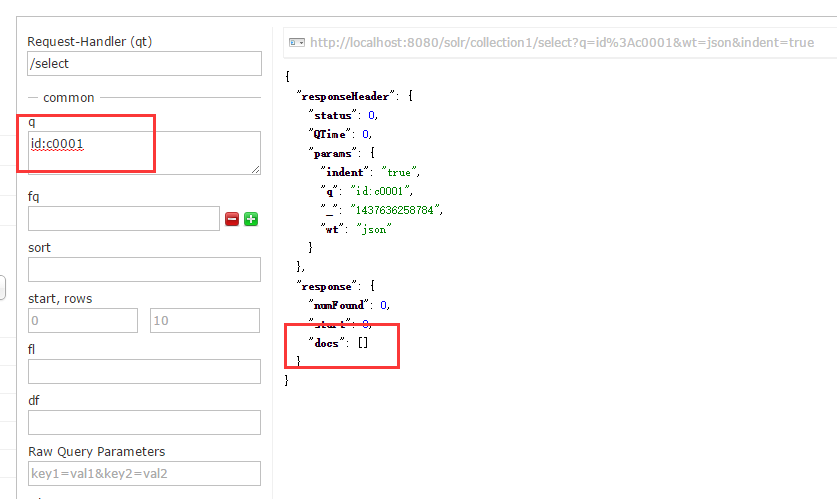 Request-Handler (qt)
/select
common
q
id:c0001
fq
sort
start, rows
0 10
fl
df
Raw Query Parameters
key1=val1&key2=val2
http://localhost:8080/solr/collection1/select?q=id%3Ac0001&wt=json&indent=true
{
"responseHeader": {
"status": 0,
"QTime": 0,
"params": {
"indent": "true",
"q": "id:c0001",
"_": "1437636258784",
"wt": "json"
}
},
"response": {
"numFound": 0,
"start": 0,
"docs": []
}
}